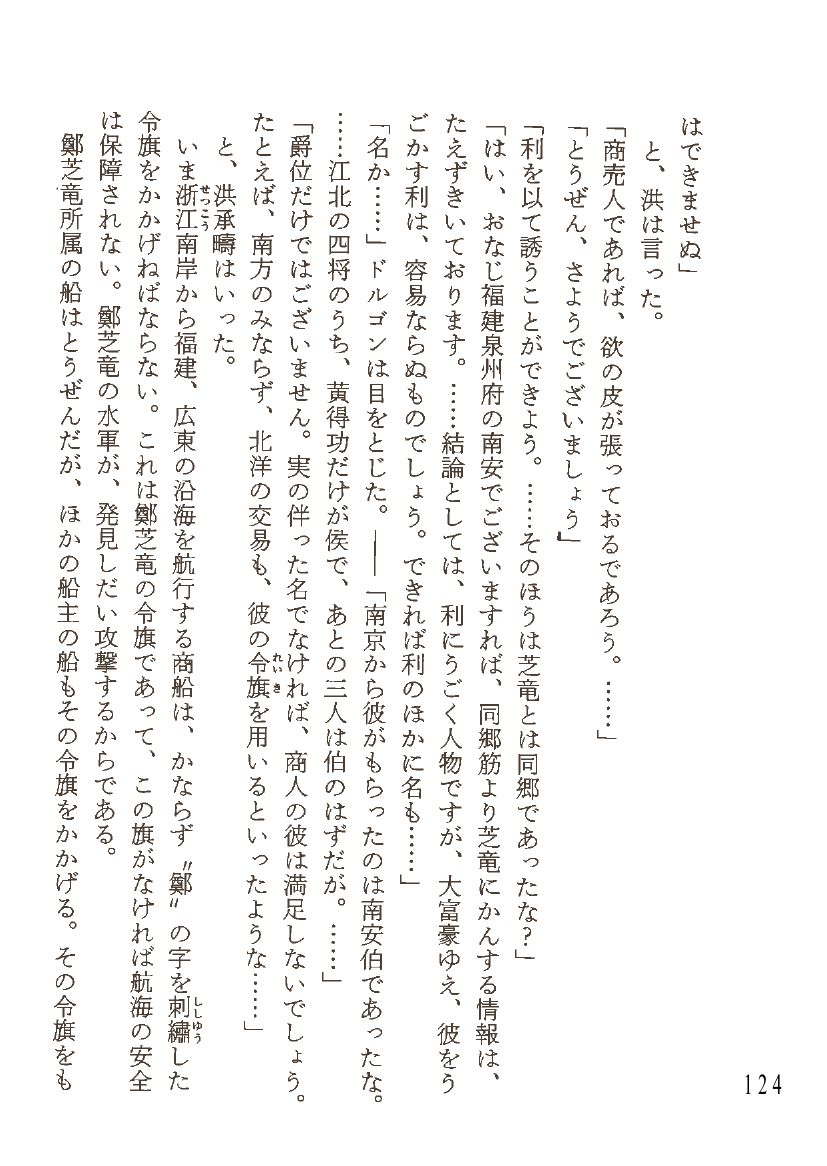 はできませぬ」
と、洪は言った。
「商売人であれば、欲の皮が張っておるであろう。……」
「とうぜん、さようでございましょう」
「利を以て誘うことができよう。……そのほうは芝竜とは同郷であったな?」
「はい、おなじ福建泉州府の南安でございますれば、同郷筋より芝竜にかんする情報は、
たえずきいております。……結論としては、利にうごく人物ですが、大富豪ゆえ、彼をう
ごかす利は、容易ならぬものでしょう。できれば利のほかに名も……」
「名か……」ドルゴンは目をとじた。――「南京から彼がもらったのは南安伯であったな。
……江北の四将のうち、黄得功だけが侯で、あとの三人は伯のはずだが。……」
「爵位だけではございません。実の伴った名でなければ、商人の彼は満足しないでしょう。
たとえば、南方のみならず、北洋の交易も、彼の令旗れいきを用いるといったような……」
と、洪承疇はいった。
いま浙江せっこう南岸から福建、広東の沿海を航行する商船は、かならず〝鄭〟の字を刺繡ししゆうした
令旗をかかげねばならない。これは鄭芝竜の令旗であって、この旗がなければ航海の安全
は保障されない。鄭芝竜の水軍が、発見しだい攻撃するからである。
鄭芝竜所属の船はとうぜんだが、ほかの船主の船もその令旗をかかげる。その令旗をも
124